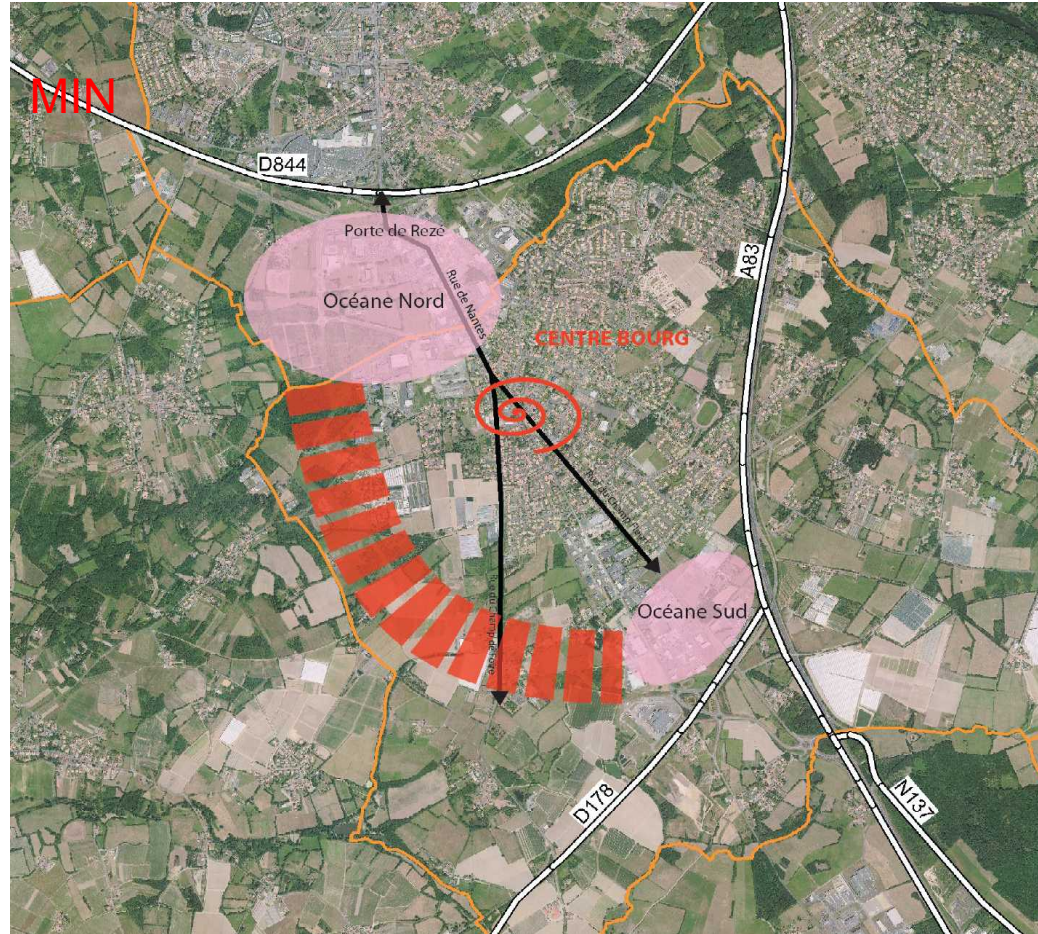 MIN
D844
Porte de Rezé
Océane Nord
Rue de Nantes
CENTRE BOURG
A83
Océane Sud
D178
N137